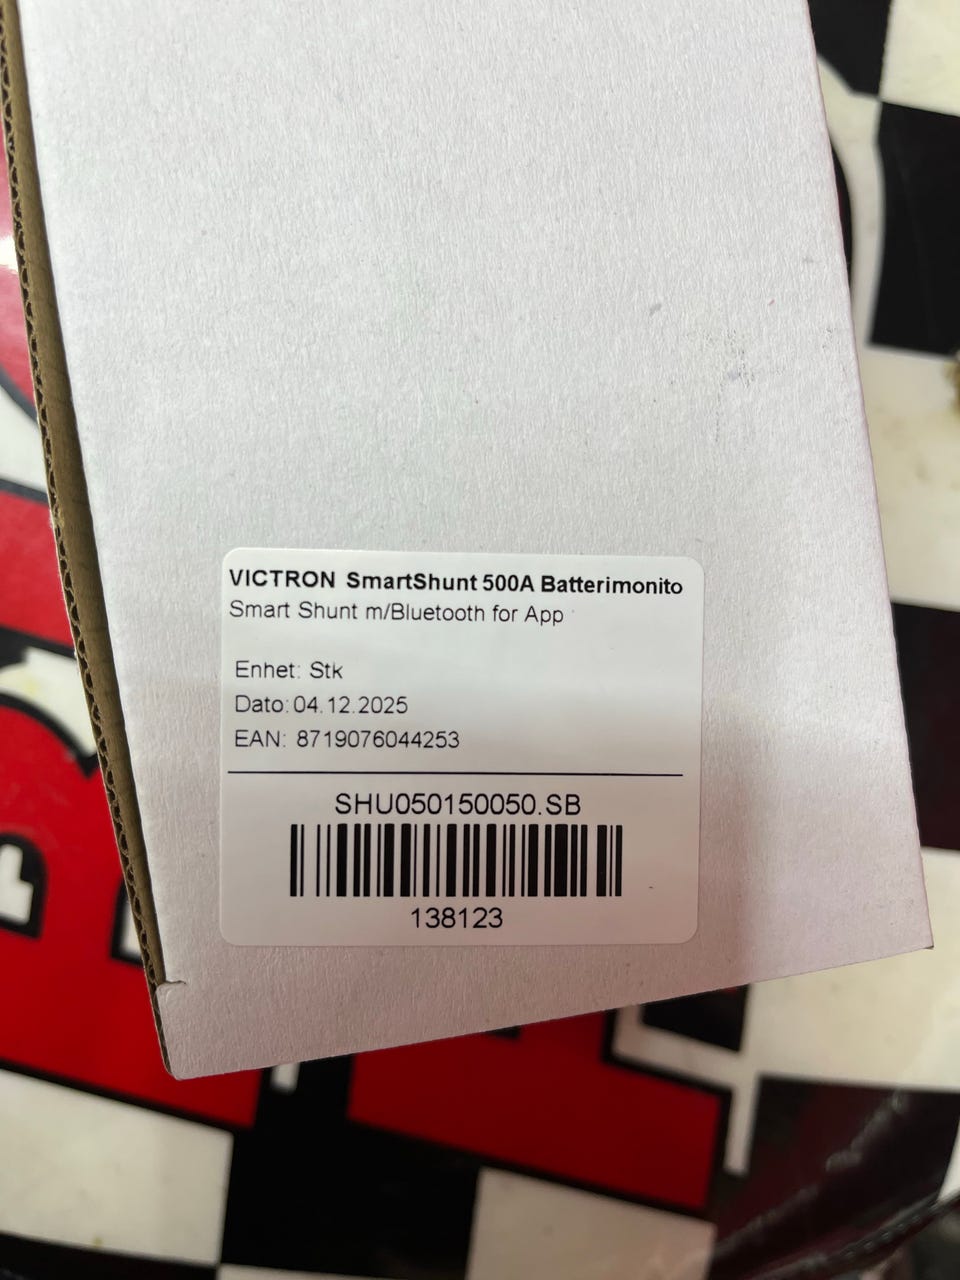 VICTRON SmartShunt 500A Batterimonito
Smart Shunt m/Bluetooth for App
Enhet: Stk
Dato: 04.12.2025
EAN: 8719076044253
SHU050150050.SB
138123